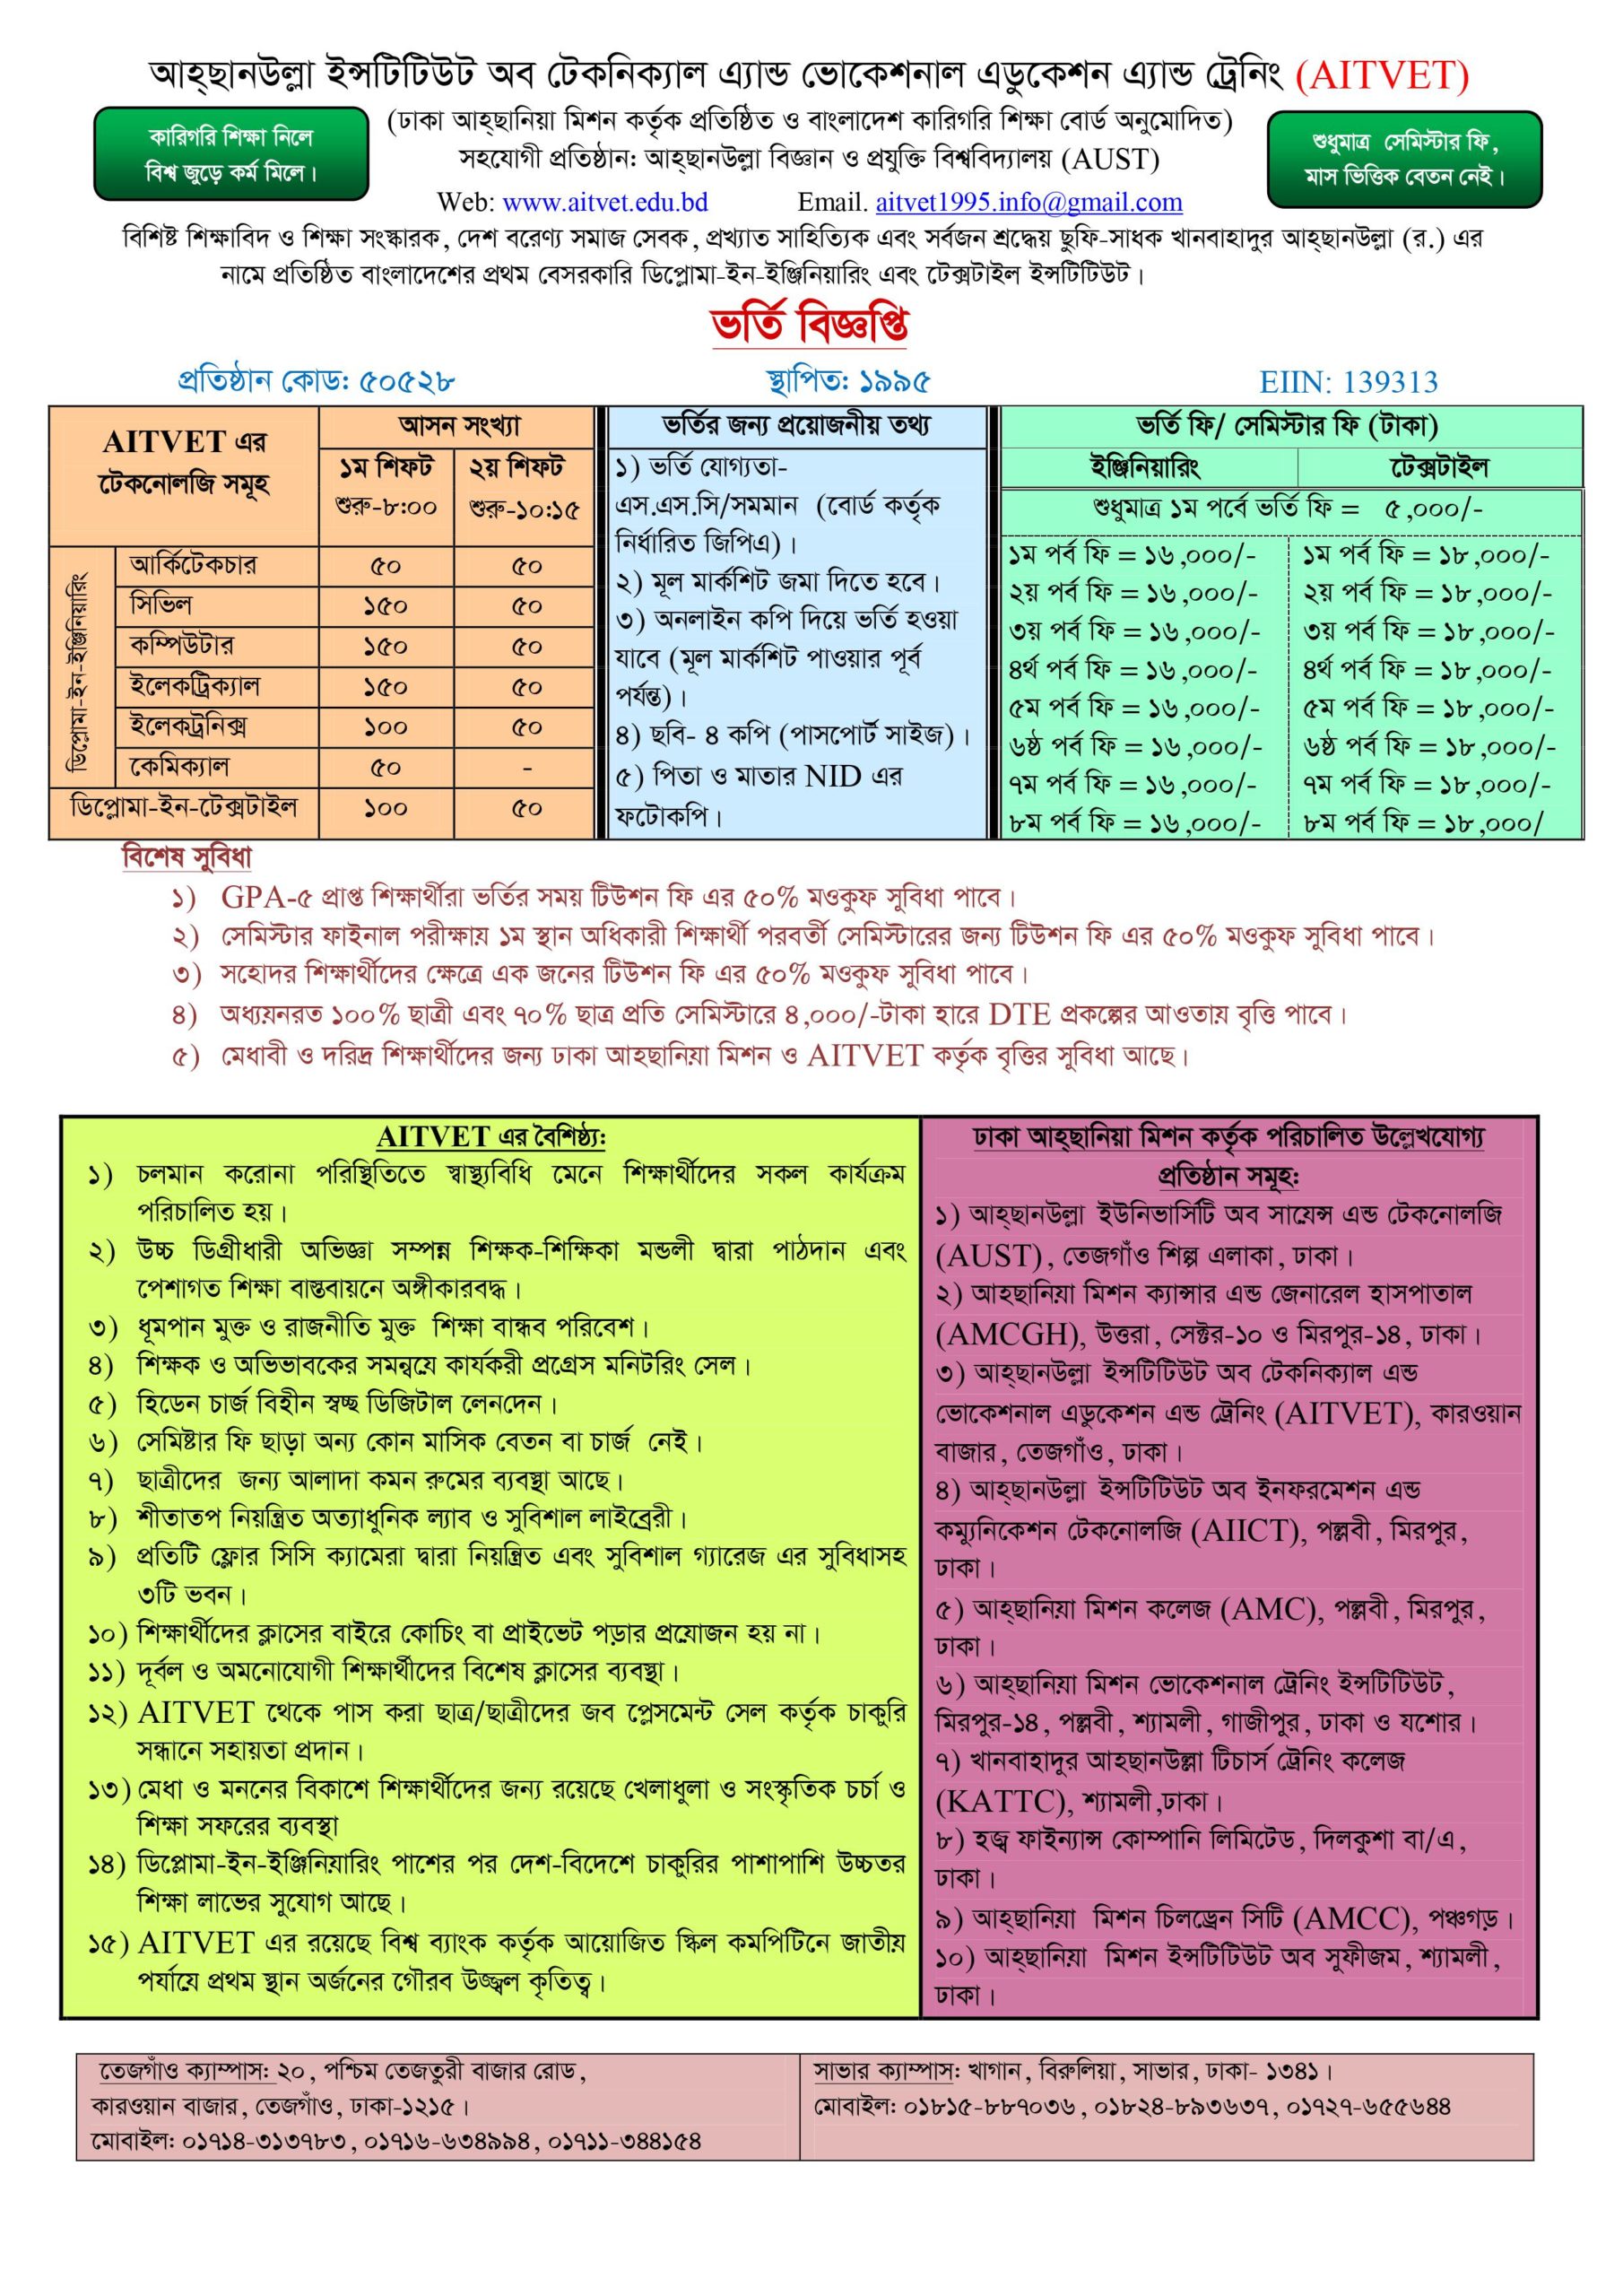 আহ্ছানউল্লা ইন্সটিটিউট অব টেকনিক্যাল এ্যান্ড ভোকেশনাল এডুকেশন এ্যান্ড ট্রেনিং (AITVET)
কারিগরি শিক্ষা নিলে
বিশ্ব জুড়ে কর্ম মিলে।
(ঢাকা আহ্ছানিয়া মিশন কর্তৃক প্রতিষ্ঠিত ও বাংলাদেশ কারিগরি শিক্ষা বোর্ড অনুমোদিত)
সহযোগী প্রতিষ্ঠান: আহ্ছানউল্লা বিজ্ঞান ও প্রযুক্তি বিশ্ববিদ্যালয় (AUST)
শুধুমাত্র সেমিস্টার ফি,
মাস ভিত্তিক বেতন নেই।
Web: www.aitvet.edu.bd Email. aitvet1995.info@gmail.com
বিশিষ্ট শিক্ষাবিদ ও শিক্ষা সংস্কারক, দেশ বরেণ্য সমাজ সেবক, প্রখ্যাত সাহিত্যিক এবং সর্বজন শ্রদ্ধেয় ছুফি-সাধক খানবাহাদুর আহ্ছানউল্লা (র.) এর
নামে প্রতিষ্ঠিত বাংলাদেশের প্রথম বেসরকারি ডিপ্লোমা-ইন-ইঞ্জিনিয়ারিং এবং টেক্সটাইল ইন্সটিটিউট।
ভর্তি বিজ্ঞপ্তি
প্রতিষ্ঠান কোড: ৫০৫২৮ স্থাপিত: ১৯৯৫ EIIN: 139313
AITVET এর
টেকনোলজি সমূহ
আসন সংখ্যা
১ম শিফট ২য় শিফট
শুরু-৮:০০ শুরু-১০:১৫
ডিপ্লোমা-ইন-ইঞ্জিনিয়ারিং
আর্কিটেকচার ৫০ ৫০
সিভিল ১৫০ ৫০
কম্পিউটার ১৫০ ৫০
ইলেকট্রিক্যাল ১৫০ ৫০
ইলেকট্রনিক্স ১০০ ৫০
কেমিক্যাল ৫০ -
ডিপ্লোমা-ইন-টেক্সটাইল ১০০ ৫০
ভর্তির জন্য প্রয়োজনীয় তথ্য
১) ভর্তি যোগ্যতা-
এস.এস.সি/সমমান (বোর্ড কর্তৃক
নির্ধারিত জিপিএ)।
২) মূল মার্কশিট জমা দিতে হবে।
৩) অনলাইন কপি দিয়ে ভর্তি হওয়া
যাবে (মূল মার্কশিট পাওয়ার পূর্ব
পর্যন্ত)।
৪) ছবি- ৪ কপি (পাসপোর্ট সাইজ)।
৫) পিতা ও মাতার NID এর
ফটোকপি।
ভর্তি ফি/ সেমিস্টার ফি (টাকা)
ইঞ্জিনিয়ারিং টেক্সটাইল
শুধুমাত্র ১ম পর্বে ভর্তি ফি = ৫,০০০/-
১ম পর্ব ফি = ১৬,০০০/- ১ম পর্ব ফি = ১৮,০০০/-
২য় পর্ব ফি = ১৬,০০০/- ২য় পর্ব ফি = ১৮,০০০/-
৩য় পর্ব ফি = ১৬,০০০/- ৩য় পর্ব ফি = ১৮,০০০/-
৪র্থ পর্ব ফি = ১৬,০০০/- ৪র্থ পর্ব ফি = ১৮,০০০/-
৫ম পর্ব ফি = ১৬,০০০/- ৫ম পর্ব ফি = ১৮,০০০/-
৬ষ্ঠ পর্ব ফি = ১৬,০০০/- ৬ষ্ঠ পর্ব ফি = ১৮,০০০/-
৭ম পর্ব ফি = ১৬,০০০/- ৭ম পর্ব ফি = ১৮,০০০/-
৮ম পর্ব ফি = ১৬,০০০/- ৮ম পর্ব ফি = ১৮,০০০/
বিশেষ সুবিধা
১) GPA-৫ প্রাপ্ত শিক্ষার্থীরা ভর্তির সময় টিউশন ফি এর ৫০% মওকুফ সুবিধা পাবে।
২) সেমিস্টার ফাইনাল পরীক্ষায় ১ম স্থান অধিকারী শিক্ষার্থী পরবর্তী সেমিস্টারের জন্য টিউশন ফি এর ৫০% মওকুফ সুবিধা পাবে।
৩) সহোদর শিক্ষার্থীদের ক্ষেত্রে এক জনের টিউশন ফি এর ৫০% মওকুফ সুবিধা পাবে।
৪) অধ্যয়নরত ১০০% ছাত্রী এবং ৭০% ছাত্র প্রতি সেমিস্টারে ৪,০০০/-টাকা হারে DTE প্রকল্পের আওতায় বৃত্তি পাবে।
৫) মেধাবী ও দরিদ্র শিক্ষার্থীদের জন্য ঢাকা আহছানিয়া মিশন ও AITVET কর্তৃক বৃত্তির সুবিধা আছে।
AITVET এর বৈশিষ্ঠ্য:
১) চলমান করোনা পরিস্থিতিতে স্বাস্থ্যবিধি মেনে শিক্ষার্থীদের সকল কার্যক্রম
পরিচালিত হয়।
২) উচ্চ ডিগ্রীধারী অভিজ্ঞা সম্পন্ন শিক্ষক-শিক্ষিকা মন্ডলী দ্বারা পাঠদান এবং
পেশাগত শিক্ষা বাস্তবায়নে অঙ্গীকারবদ্ধ।
৩) ধূমপান মুক্ত ও রাজনীতি মুক্ত শিক্ষা বান্ধব পরিবেশ।
৪) শিক্ষক ও অভিভাবকের সমন্বয়ে কার্যকরী প্রগ্রেস মনিটরিং সেল।
৫) হিডেন চার্জ বিহীন স্বচ্ছ ডিজিটাল লেনদেন।
৬) সেমিষ্টার ফি ছাড়া অন্য কোন মাসিক বেতন বা চার্জ নেই।
৭) ছাত্রীদের জন্য আলাদা কমন রুমের ব্যবস্থা আছে।
৮) শীতাতপ নিয়ন্ত্রিত অত্যাধুনিক ল্যাব ও সুবিশাল লাইব্রেরী।
৯) প্রতিটি ফ্লোর সিসি ক্যামেরা দ্বারা নিয়ন্ত্রিত এবং সুবিশাল গ্যারেজ এর সুবিধাসহ
৩টি ভবন।
১০) শিক্ষার্থীদের ক্লাসের বাইরে কোচিং বা প্রাইভেট পড়ার প্রয়োজন হয় না।
১১) দূর্বল ও অমনোযোগী শিক্ষার্থীদের বিশেষ ক্লাসের ব্যবস্থা।
১২) AITVET থেকে পাস করা ছাত্র/ছাত্রীদের জব প্লেসমেন্ট সেল কর্তৃক চাকুরি
সন্ধানে সহায়তা প্রদান।
১৩) মেধা ও মননের বিকাশে শিক্ষার্থীদের জন্য রয়েছে খেলাধুলা ও সংস্কৃতিক চর্চা ও
শিক্ষা সফরের ব্যবস্থা
১৪) ডিপ্লোমা-ইন-ইঞ্জিনিয়ারিং পাশের পর দেশ-বিদেশে চাকুরির পাশাপাশি উচ্চতর
শিক্ষা লাভের সুযোগ আছে।
১৫) AITVET এর রয়েছে বিশ্ব ব্যাংক কর্তৃক আয়োজিত স্কিল কমপিটিনে জাতীয়
পর্যায়ে প্রথম স্থান অর্জনের গৌরব উজ্জ্বল কৃতিত্ব।
ঢাকা আহ্ছানিয়া মিশন কর্তৃক পরিচালিত উল্লেখযোগ্য
প্রতিষ্ঠান সমূহ:
১) আহ্ছানউল্লা ইউনিভার্সিটি অব সায়েন্স এন্ড টেকনোলজি
(AUST), তেজগাঁও শিল্প এলাকা, ঢাকা।
২) আহছানিয়া মিশন ক্যান্সার এন্ড জেনারেল হাসপাতাল
(AMCGH), উত্তরা, সেক্টর-১০ ও মিরপুর-১৪, ঢাকা।
৩) আহ্ছানউল্লা ইন্সটিটিউট অব টেকনিক্যাল এন্ড
ভোকেশনাল এডুকেশন এন্ড ট্রেনিং (AITVET), কারওয়ান
বাজার, তেজগাঁও, ঢাকা।
৪) আহ্ছানউল্লা ইন্সটিটিউট অব ইনফরমেশন এন্ড
কম্যুনিকেশন টেকনোলজি (AIICT), পল্লবী, মিরপুর,
ঢাকা।
৫) আহ্ছানিয়া মিশন কলেজ (AMC), পল্লবী, মিরপুর,
ঢাকা।
৬) আহ্ছানিয়া মিশন ভোকেশনাল ট্রেনিং ইন্সটিটিউট,
মিরপুর-১৪, পল্লবী, শ্যামলী, গাজীপুর, ঢাকা ও যশোর।
৭) খানবাহাদুর আহছানউল্লা টিচার্স ট্রেনিং কলেজ
(KATTC), শ্যামলী,ঢাকা।
৮) হজ্ব ফাইন্যান্স কোম্পানি লিমিটেড, দিলকুশা বা/এ,
ঢাকা।
৯) আহ্ছানিয়া মিশন চিলড্রেন সিটি (AMCC), পঞ্চগড়।
১০) আহ্ছানিয়া মিশন ইন্সটিটিউট অব সুফীজম, শ্যামলী,
ঢাকা।
তেজগাঁও ক্যাম্পাস: ২০, পশ্চিম তেজতুরী বাজার রোড,
কারওয়ান বাজার, তেজগাঁও, ঢাকা-১২১৫।
মোবাইল: ০১৭১৪-৩১৩৭৮৩, ০১৭১৬-৬৩৪৯৯৪, ০১৭১১-৩৪৪১৫৪
সাভার ক্যাম্পাস: খাগান, বিরুলিয়া, সাভার, ঢাকা- ১৩৪১।
মোবাইল: ০১৮১৫-৮৮৭০৩৬, ০১৮২৪-৮৯৩৬৩৭, ০১৭২৭-৬৫৫৬৪৪